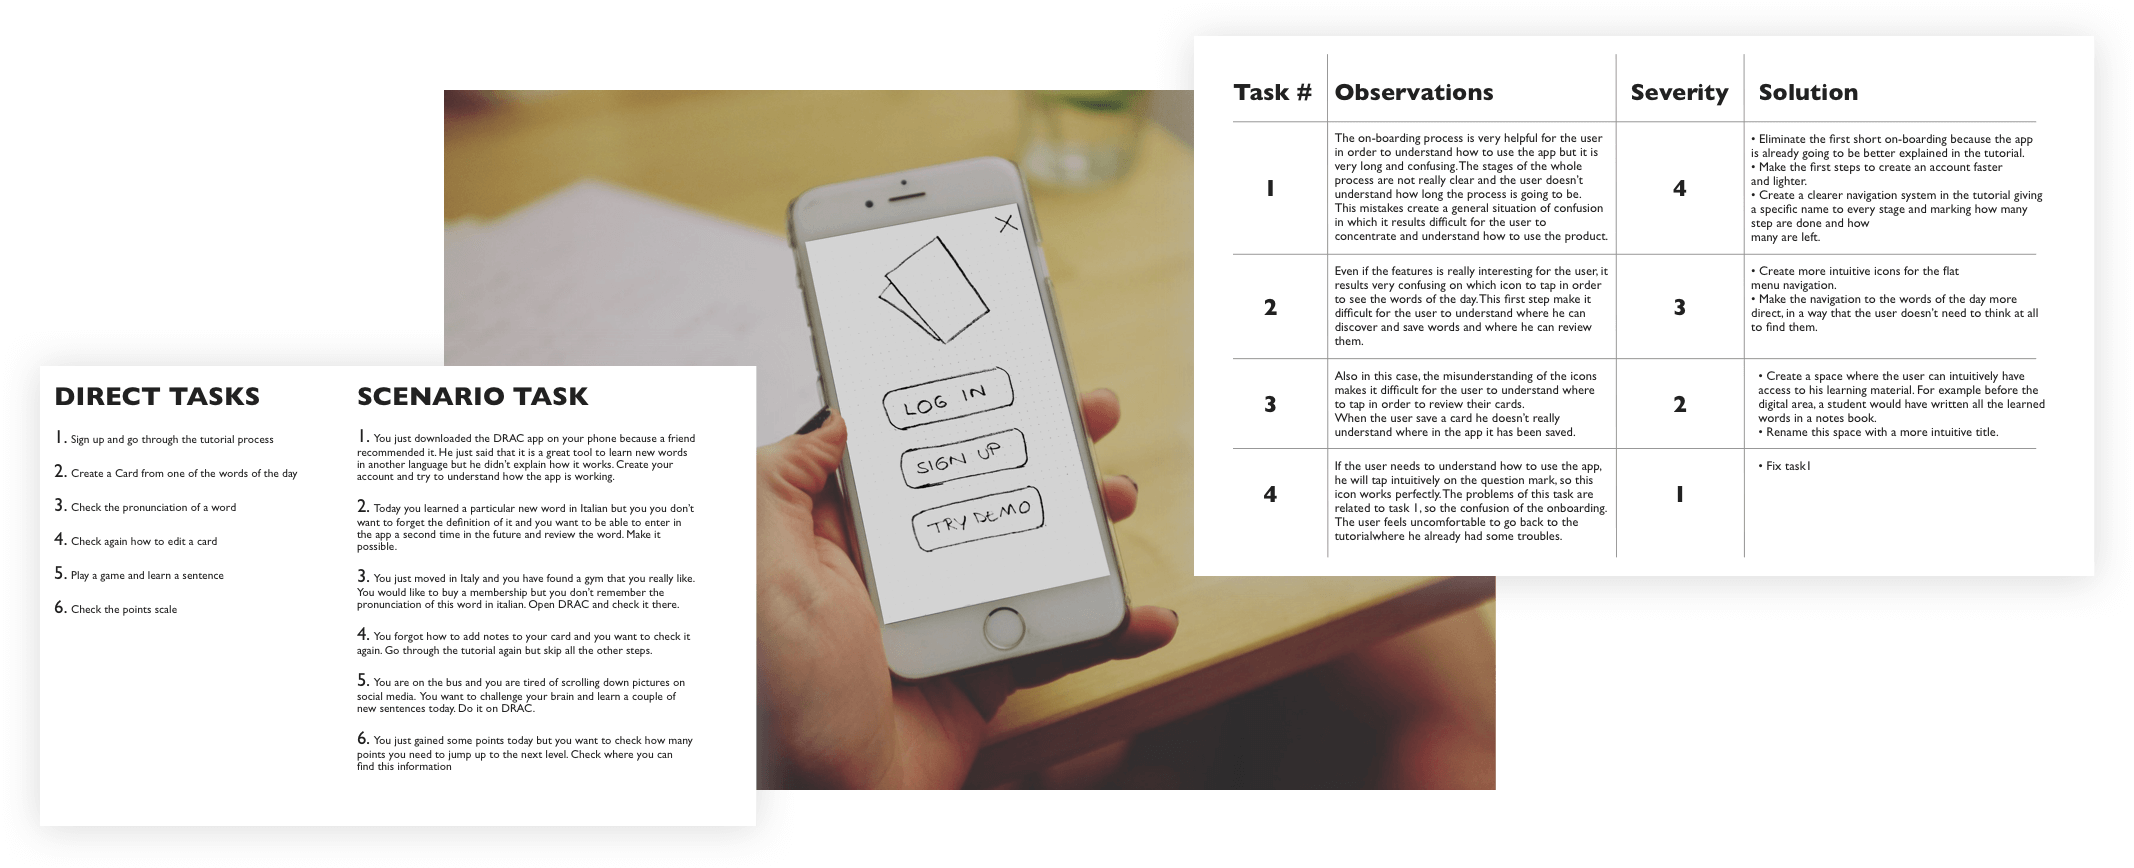 DIRECT TASKS
1. Sign up and go through the tutorial process
2. Create a Card from one of the words of the day
3. Check the pronunciation of a word
4. Check again how to edit a card
5. Play a game and learn a sentence
6. Check the points scale
SCENARIO TASK
1. You just downloaded the DRAC app on your phone because a friend
recommended it. He just said that it is a great tool to learn new words
in another language but he didn't explain how it works. Create your
account and try to understand how the app is working.
2. Today you learned a particular new word in Italian but you you don't
want to forget the definition of it and you want to be able to enter in
the app a second time in the future and review the word. Make it
possible.
3. You just moved in Italy and you have found a gym that you really like.
You would like to buy a membership but you don't remember the
pronunciation of this word in italian. Open DRAC and check it there.
4. You forgot how to add notes to your card and you want to check it
again. Go through the tutorial again but skip all the other steps.
5. You are on the bus and you are tired of scrolling down pictures on
social media. You want to challenge your brain and learn a couple of
new sentences today. Do it on DRAC.
6. You just gained some points today but you want to check how many
points you need to jump up to the next level. Check where you can
find this information
X
LOG IN
SIGN UP
TRY DEMO
Task # Observations Severity Solution
1
The on-boarding process is very helpful for the user
in order to understand how to use the app but it is
very long and confusing.The stages of the whole
process are not really clear and the user doesn't
understand how long the process is going to be.
This mistakes create a general situation of confusion
in which it results difficult for the user to
concentrate and understand how to use the product.
4
• Eliminate the first short on-boarding because the app
is already going to be better explained in the tutorial.
• Make the first steps to create an account faster
and lighter.
• Create a clearer navigation system in the tutorial giving
a specific name to every stage and marking how many
step are done and how
many are left.
2
Even if the features is really interesting for the user, it
results very confusing on which icon to tap in order
to see the words of the day.This first step make it
difficult for the user to understand where he can
discover and save words and where he can review
them.
3
• Create more intuitive icons for the flat
menu navigation.
• Make the navigation to the words of the day more
direct, in a way that the user doesn't need to think at all
to find them.
3
Also in this case, the misunderstanding of the icons
makes it difficult for the user to understand where
to tap in order to review their cards.
When the user save a card he doesn't really
understand where in the app it has been saved.
2
• Create a space where the user can intuitively have
access to his learning material. For example before the
digital area, a student would have written all the learned
words in a notes book.
• Rename this space with a more intuitive title.
4
If the user needs to understand how to use the app,
he will tap intuitively on the question mark, so this
icon works perfectly.The problems of this task are
related to task 1, so the confusion of the onboarding.
The user feels uncomfortable to go back to the
tutorialwhere he already had some troubles.
1
• Fix task1